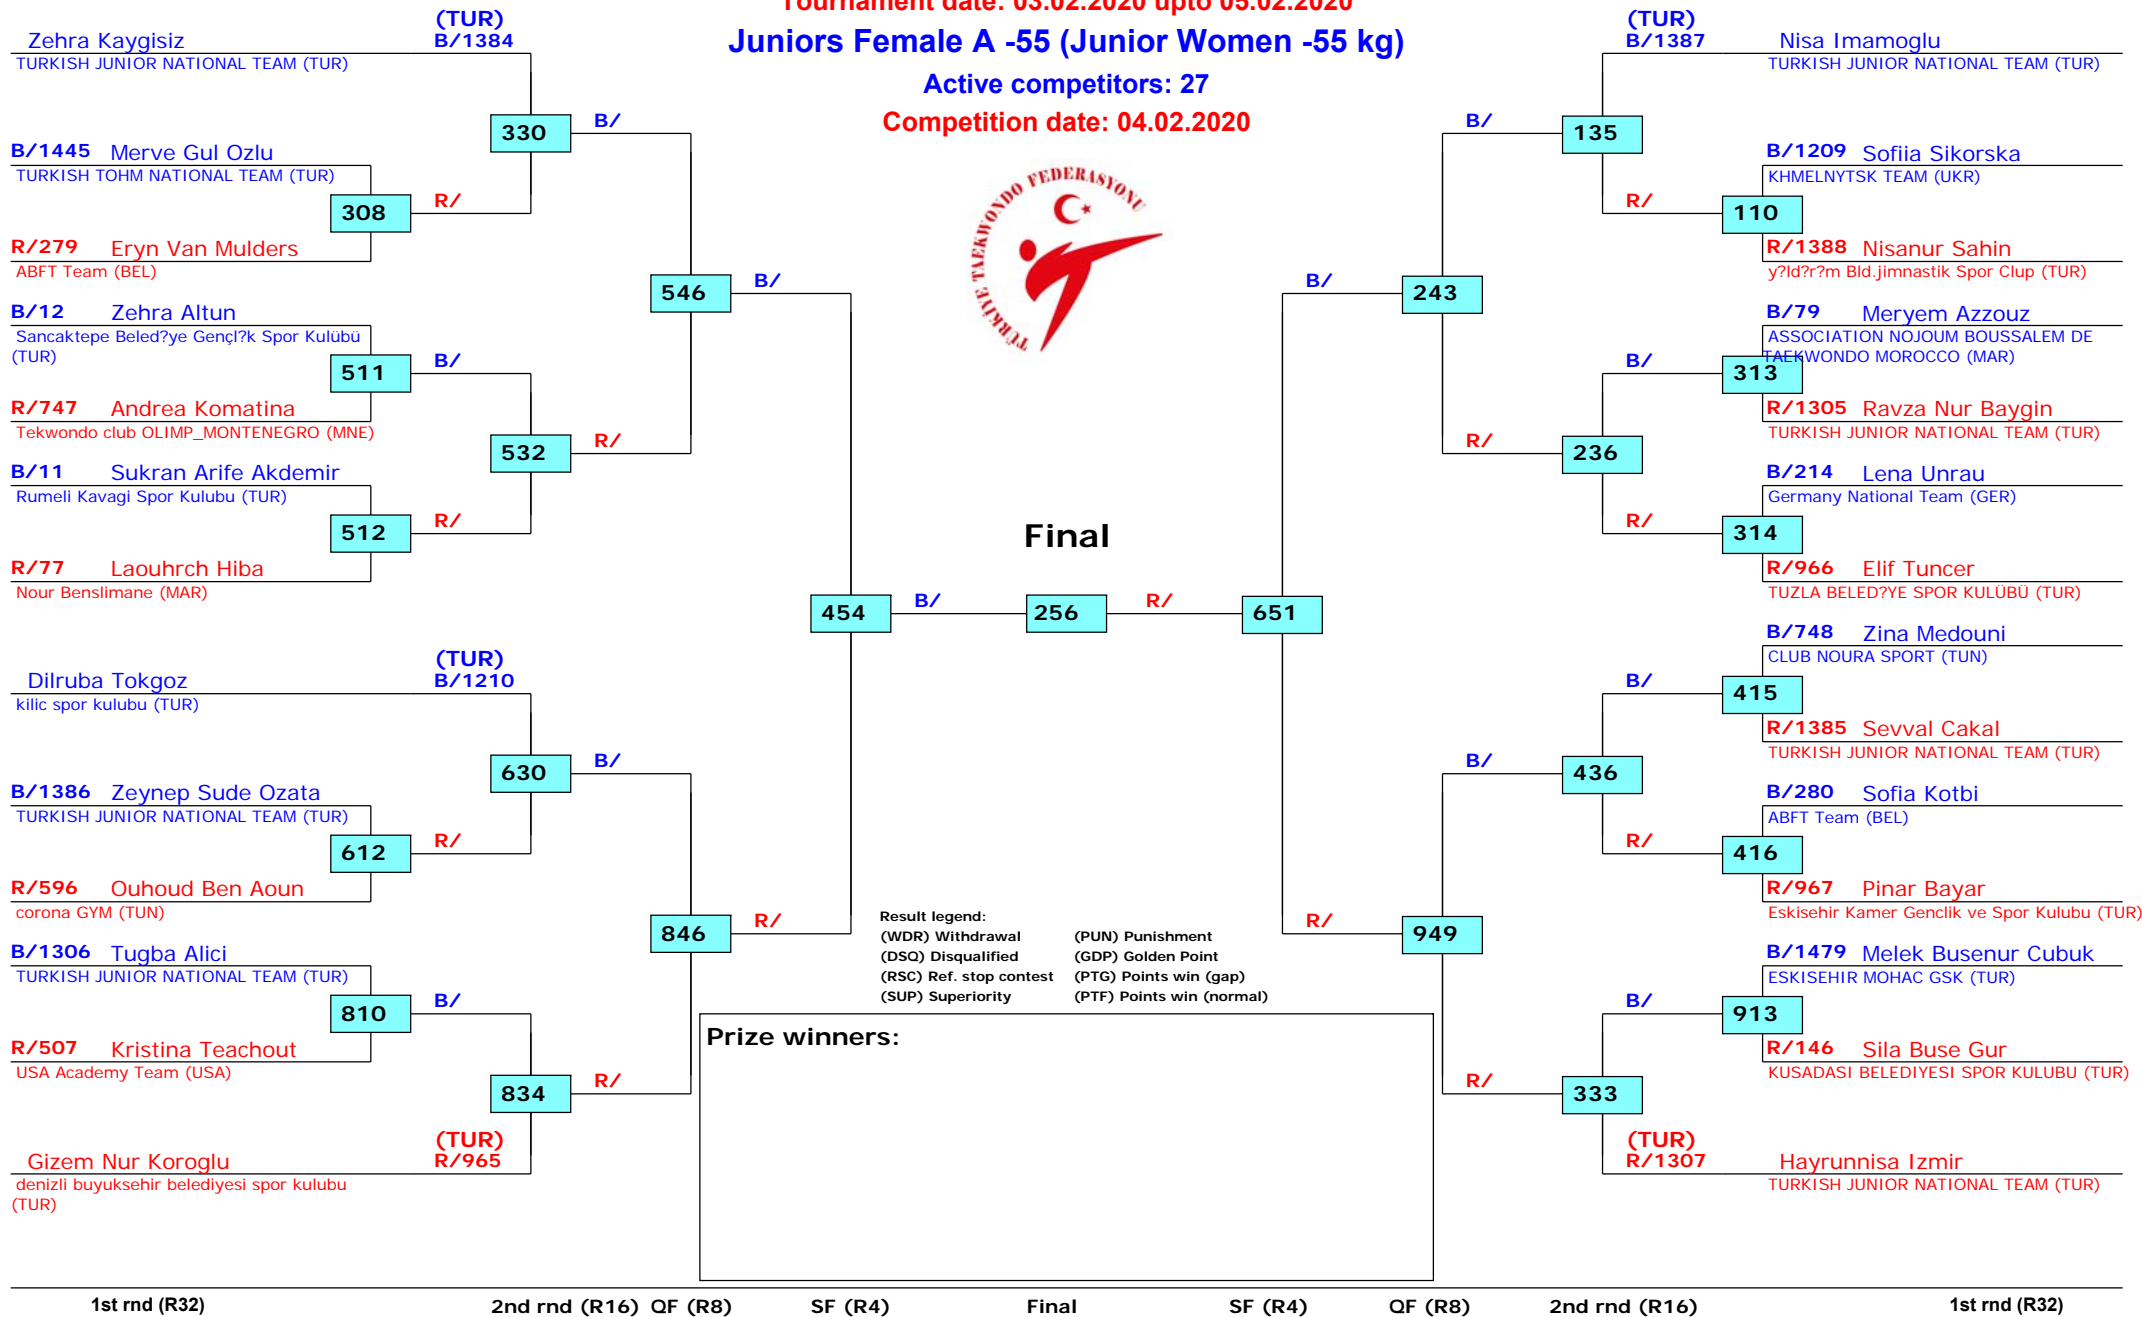 Tournament date: 03.02.2020 upto 05.02.2020
Juniors Female A -55 (Junior Women -55 kg)
Active competitors: 27
Competition date: 04.02.2020
TÜRKİYE TAEKWONDO FEDERASYONU
(TUR)
Zehra Kaygisiz B/1384
TURKISH JUNIOR NATIONAL TEAM (TUR)
330
B/
B/1445 Merve Gul Ozlu
TURKISH TOHM NATIONAL TEAM (TUR)
308
R/
R/279 Eryn Van Mulders
ABFT Team (BEL)
546
B/
B/12 Zehra Altun
Sancaktepe Beled?ye Gençl?k Spor Kulübü
(TUR)
511
B/
R/747 Andrea Komatina
Tekwondo club OLIMP_MONTENEGRO (MNE)
532
R/
B/11 Sukran Arife Akdemir
Rumeli Kavagi Spor Kulubu (TUR)
512
R/
R/77 Laouhrch Hiba
Nour Benslimane (MAR)
454
B/
(TUR)
Dilruba Tokgoz B/1210
kilic spor kulubu (TUR)
630
B/
B/1386 Zeynep Sude Ozata
TURKISH JUNIOR NATIONAL TEAM (TUR)
612
R/
R/596 Ouhoud Ben Aoun
corona GYM (TUN)
846
R/
B/1306 Tugba Alici
TURKISH JUNIOR NATIONAL TEAM (TUR)
810
B/
R/507 Kristina Teachout
USA Academy Team (USA)
834
R/
(TUR)
Gizem Nur Koroglu R/965
denizli buyuksehir belediyesi spor kulubu
(TUR)
Final
256
R/
651
(TUR)
B/1387 Nisa Imamoglu
TURKISH JUNIOR NATIONAL TEAM (TUR)
B/
135
B/1209 Sofiia Sikorska
KHMELNYTSK TEAM (UKR)
R/
110
R/1388 Nisanur Sahin
y?ld?r?m Bld.jimnastik Spor Clup (TUR)
B/
243
B/79 Meryem Azzouz
ASSOCIATION NOJOUM BOUSSALEM DE
TAEKWONDO MOROCCO (MAR)
B/
313
R/1305 Ravza Nur Baygin
TURKISH JUNIOR NATIONAL TEAM (TUR)
R/
236
B/214 Lena Unrau
Germany National Team (GER)
R/
314
R/966 Elif Tuncer
TUZLA BELED?YE SPOR KULÜBÜ (TUR)
B/748 Zina Medouni
CLUB NOURA SPORT (TUN)
B/
415
R/1385 Sevval Cakal
TURKISH JUNIOR NATIONAL TEAM (TUR)
B/
436
B/280 Sofia Kotbi
ABFT Team (BEL)
R/
416
R/967 Pinar Bayar
Eskisehir Kamer Genclik ve Spor Kulubu (TUR)
R/
949
B/1479 Melek Busenur Cubuk
ESKISEHIR MOHAC GSK (TUR)
B/
913
R/146 Sila Buse Gur
KUSADASI BELEDIYESI SPOR KULUBU (TUR)
R/
333
(TUR)
R/1307 Hayrunnisa Izmir
TURKISH JUNIOR NATIONAL TEAM (TUR)
Result legend:
(WDR) Withdrawal (PUN) Punishment
(DSQ) Disqualified (GDP) Golden Point
(RSC) Ref. stop contest (PTG) Points win (gap)
(SUP) Superiority (PTF) Points win (normal)
Prize winners:
1st rnd (R32) 2nd rnd (R16) QF (R8) SF (R4) Final SF (R4) QF (R8) 2nd rnd (R16) 1st rnd (R32)